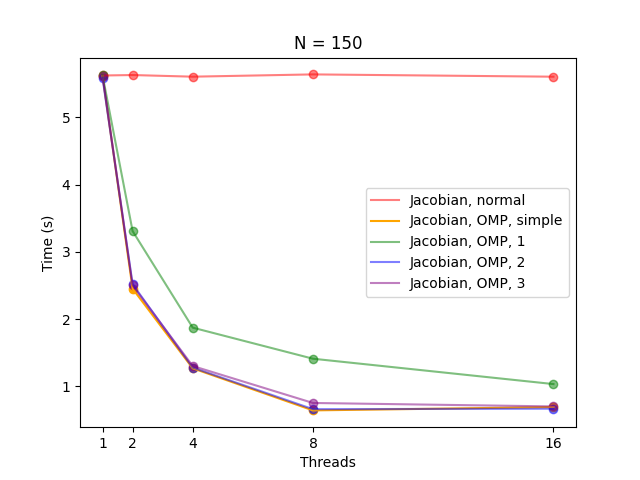 N = 150
Time (s)
5
4
3
2
1
Jacobian, normal
Jacobian, OMP, simple
Jacobian, OMP, 1
Jacobian, OMP, 2
Jacobian, OMP, 3
1 2 4 8 16
Threads